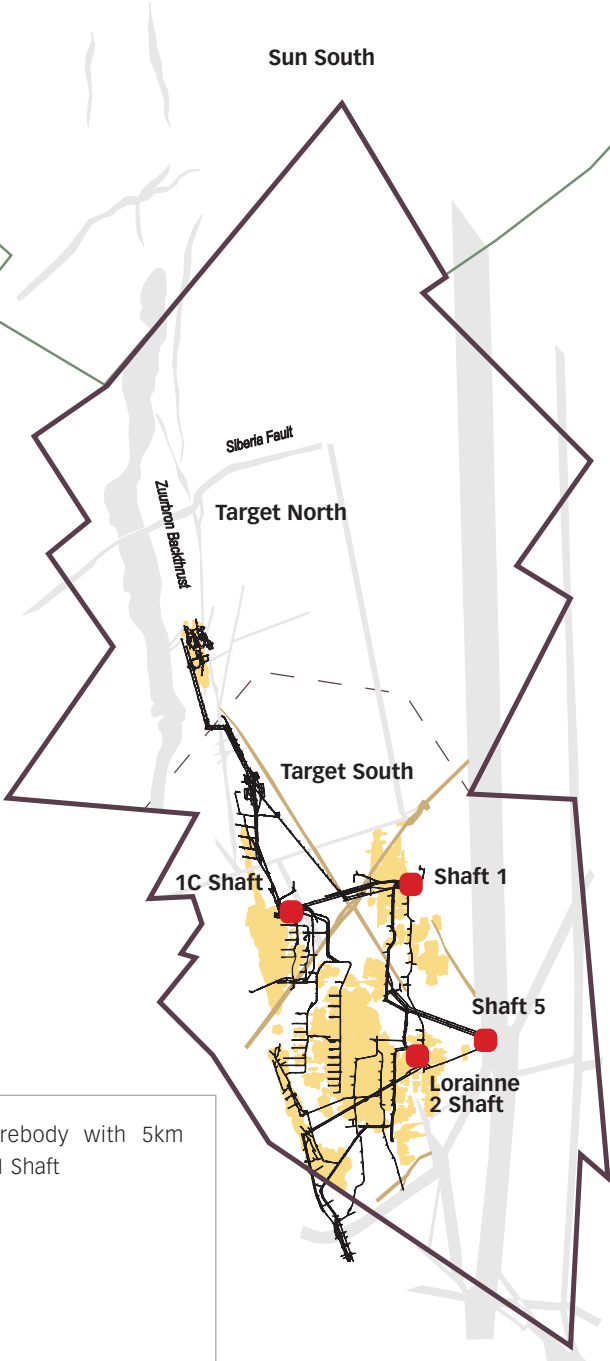 Sun South
Siberia Fault
Zuurbron Backthrust
Target North
Target South
1C Shaft
Shaft 1
Shaft 5
Lorainne
2 Shaft
rebody with 5km
Shaft